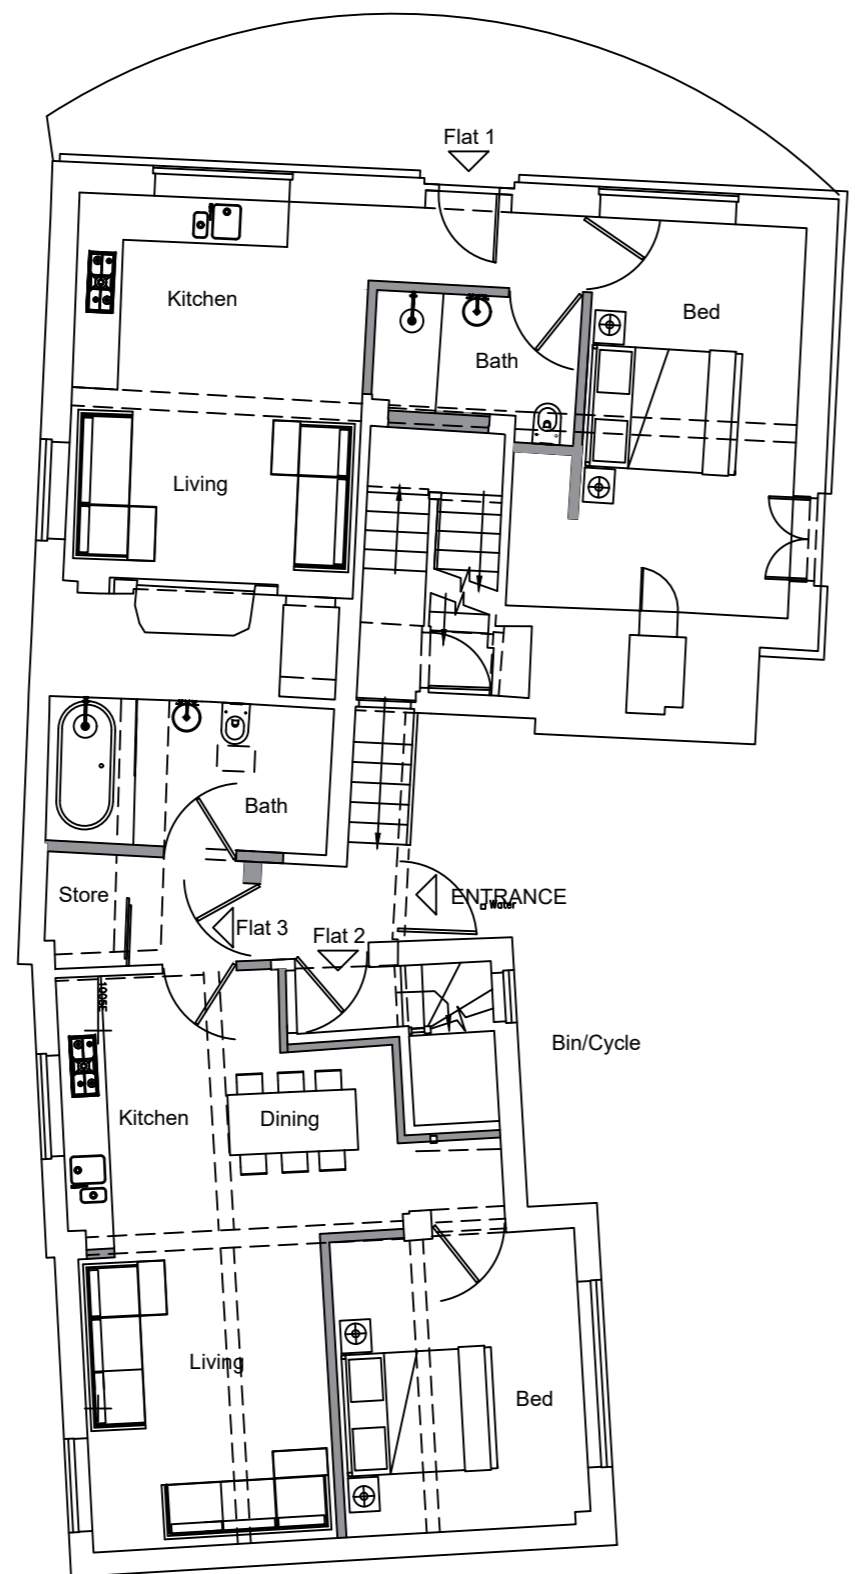 Flat 1
Kitchen
Bed
Bath
Living
Bath
Store
ENTRANCE
Water
Flat 3
Flat 2
Bin/Cycle
Kitchen
Dining
Living
Bed